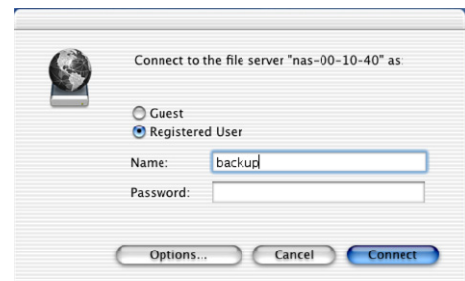 Connect to the file server "nas-00-10-40" as:
Guest
Registered User
Name: backup
Password:
Options... Cancel Connect